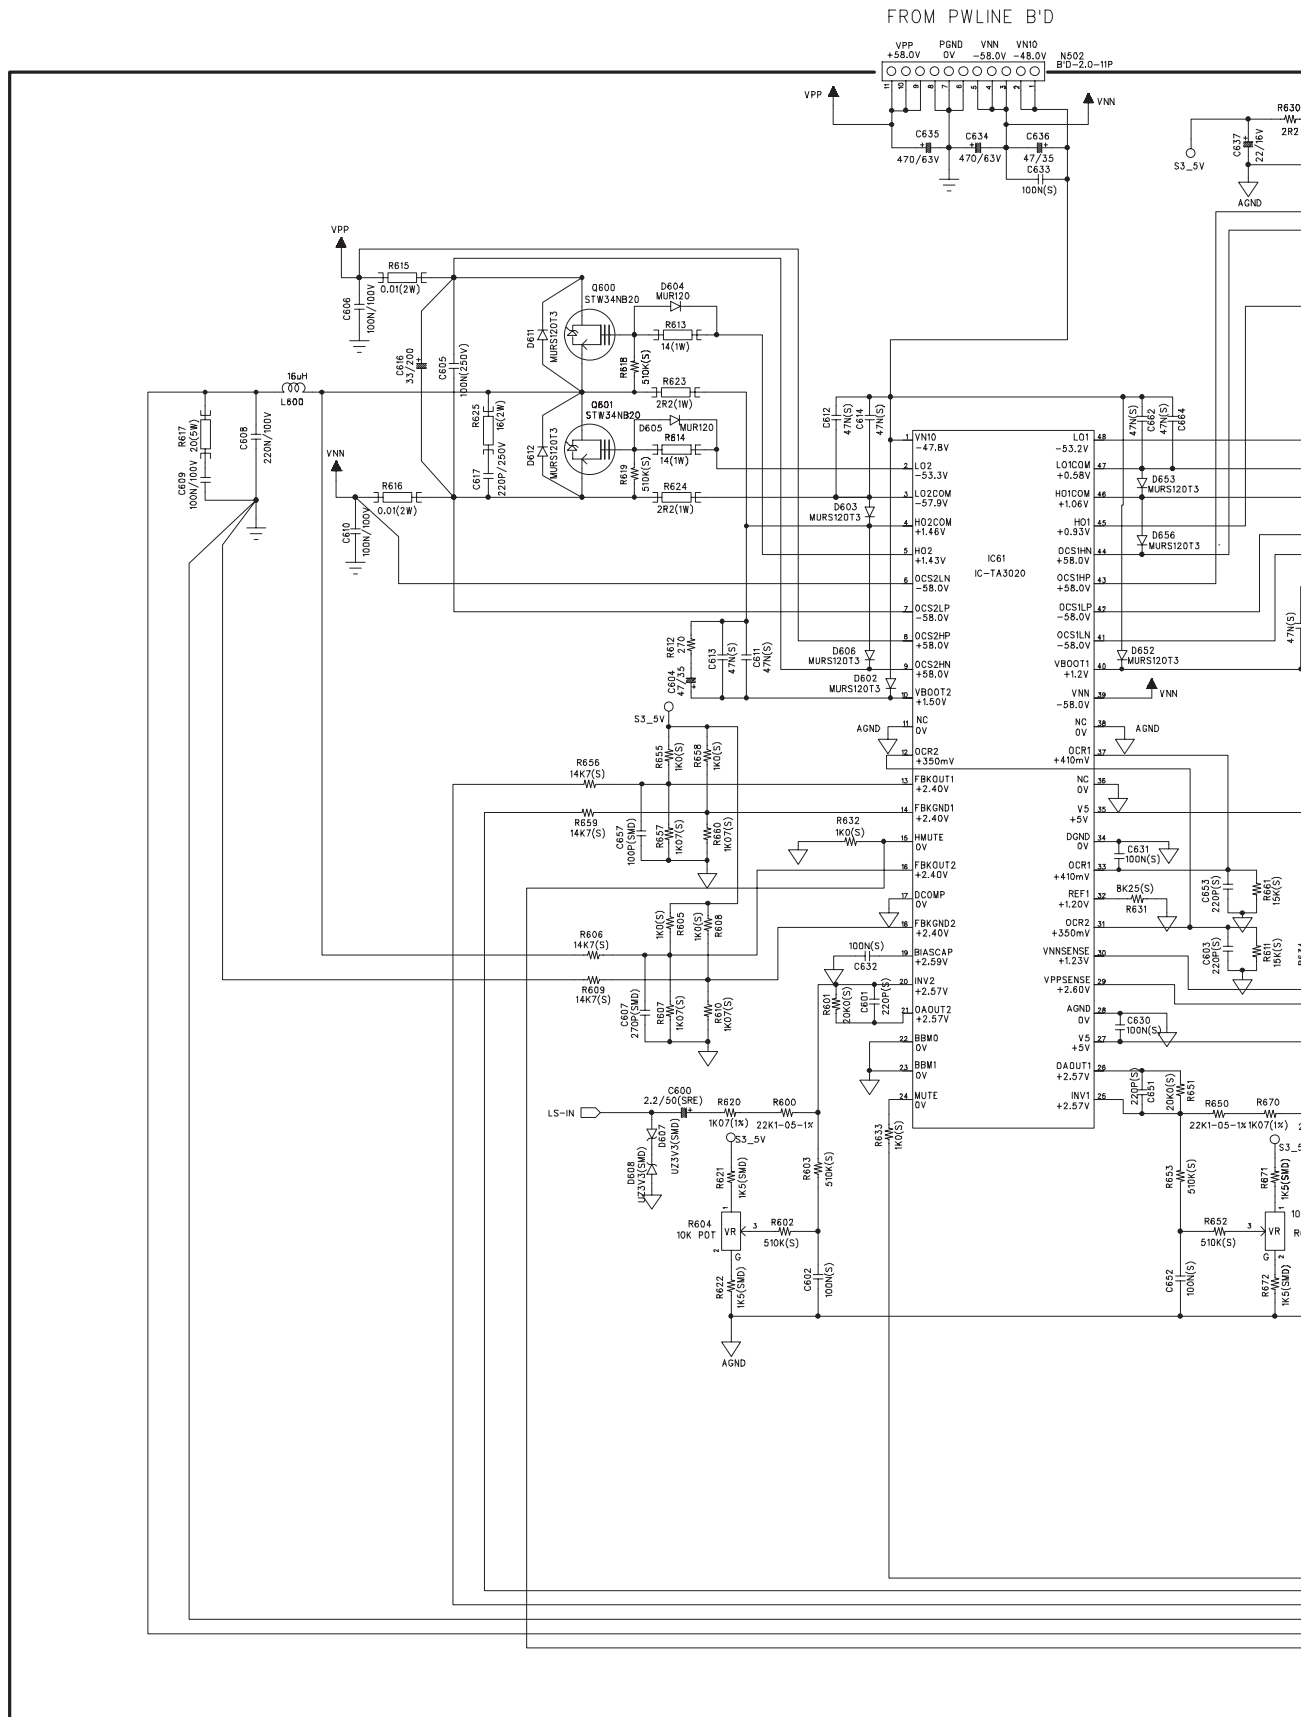 FROM PWLINE B'D
VPP PGND VNN VN10
+58.0V 0V -58.0V -48.0V
N502
B'D-2.0-11P
11 10 9 8 7 6 5 4 3 2 1
VPP
VNN
C635
470/63V
C634
470/63V
C636
47/35
C633
100N(S)
S3_5V
C637
22/16V
R630
2R2
AGND
VPP
R615
0.01(2W)
C606
100N/100V
C616
33/200
C605
100N(250V)
D611
MURS120T3
Q600
STW34NB20
D604
MUR120
R613
14(1W)
R618
510K(S)
R623
2R2(1W)
16uH
L600
R617
20(5W)
C609
100N/100V
C608
220N/100V
VNN
R616
0.01(2W)
C610
100N/100V
R625
16(2W)
C617
220P/250V
D612
MURS120T3
Q601
STW34NB20
D605
MUR120
R614
14(1W)
R619
510K(S)
R624
2R2(1W)
C612
47N(S)
C614
47N(S)
47N(S)
C662
47N(S)
C664
D603
MURS120T3
D653
MURS120T3
D656
MURS120T3
IC61
IC-TA3020
1 VN10
-47.8V
2 LO2
-53.3V
3 LO2COM
-57.9V
4 HO2COM
+1.46V
5 HO2
+1.43V
6 OCS2LN
-58.0V
7 OCS2LP
-58.0V
8 OCS2HP
+58.0V
9 OCS2HN
+58.0V
10 VBOOT2
+1.50V
11 NC
0V
12 OCR2
+350mV
13 FBKOUT1
+2.40V
14 FBKGND1
+2.40V
15 HMUTE
0V
16 FBKOUT2
+2.40V
17 DCOMP
0V
18 FBKGND2
+2.40V
19 BIASCAP
+2.59V
20 INV2
+2.57V
21 OAOUT2
+2.57V
22 BBM0
0V
23 BBM1
0V
24 MUTE
0V
LO1 48
-53.2V
LO1COM 47
+0.58V
HO1COM 46
+1.06V
HO1 45
+0.93V
OCS1HN 44
+58.0V
OCS1HP 43
+58.0V
OCS1LP 42
-58.0V
OCS1LN 41
-58.0V
VBOOT1 40
+1.2V
VNN 39
-58.0V
NC 38
0V
OCR1 37
+410mV
NC 36
0V
V5 35
+5V
DGND 34
0V
OCR1 33
+410mV
REF1 32
+1.20V
OCR2 31
+350mV
VNNSENSE 30
+1.23V
VPPSENSE 29
+2.60V
AGND 28
0V
V5 27
+5V
OAOUT1 26
+2.57V
INV1 25
+2.57V
R612
270
C604
47/35
C613
47N(S)
C611
47N(S)
D606
MURS120T3
D602
MURS120T3
D652
MURS120T3
VNN
47N(S)
AGND
AGND
S3_5V
R655
1K0(S)
R658
1K0(S)
R656
14K7(S)
R659
14K7(S)
C657
100P(SMD)
R657
1K07(S)
R660
1K07(S)
R632
1K0(S)
C631
100N(S)
8K25(S)
R631
C653
220P(S)
R661
15K(S)
C603
220P(S)
R611
15K(S)
1K0(S)
R605
1K0(S)
R608
R606
14K7(S)
R609
14K7(S)
C607
270P(SMD)
R607
1K07(S)
R610
1K07(S)
100N(S)
C632
R601
20K0(S)
C601
220P(S)
C630
100N(S)
220P(S)
C651
20K0(S)
R651
LS-IN
C600
2.2/50(SRE)
D607
UZ3V3(SMD)
D608
UZ3V3(SMD)
R620
1K07(1%)
R600
22K1-05-1%
S3_5V
R621
1K5(SMD)
R603
510K(S)
R604
10K POT
VR
1 2 3
G
R602
510K(S)
R622
1K5(SMD)
C602
100N(S)
AGND
R633
1K0(S)
R650
22K1-05-1%
R670
1K07(1%)
R653
510K(S)
R671
1K5(SMD)
R652
510K(S)
VR
1 2 3
G
C652
100N(S)
R672
1K5(SMD)